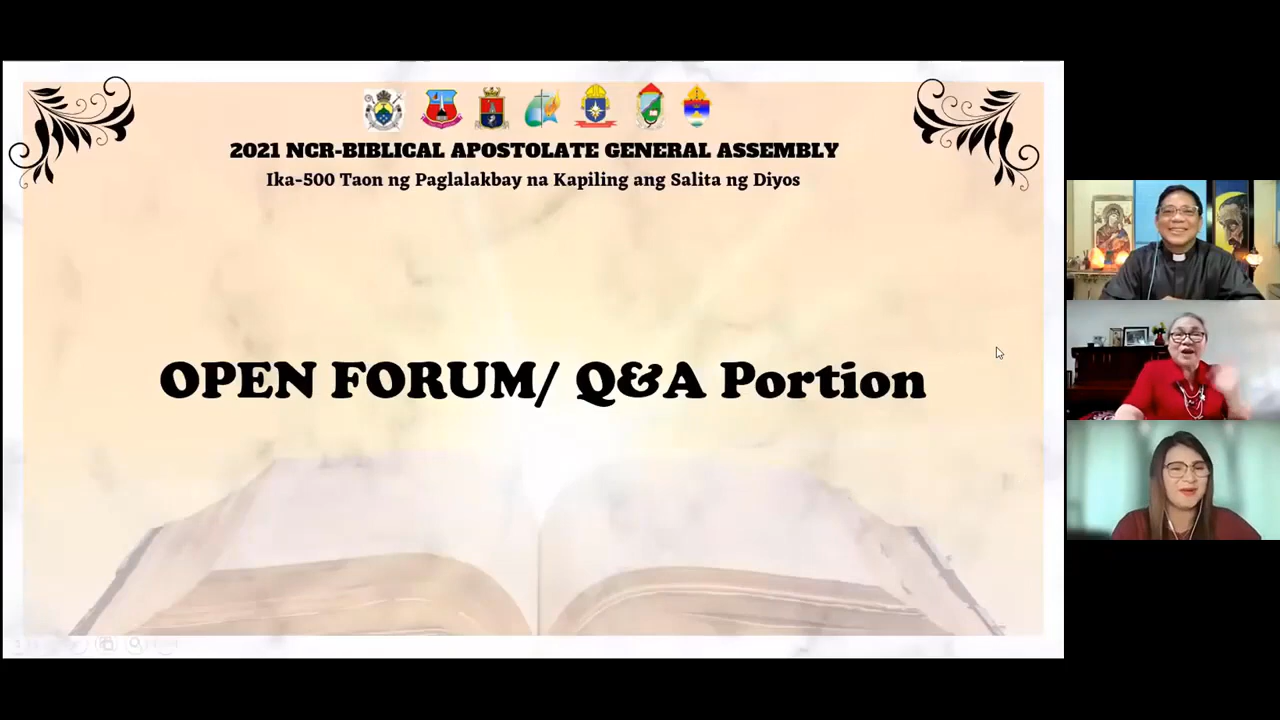 2021 NCR-BIBLICAL APOSTOLATE GENERAL ASSEMBLY
Ika-500 Taon ng Paglalakbay na Kapiling ang Salita ng Diyos
OPEN FORUM/ Q&A Portion